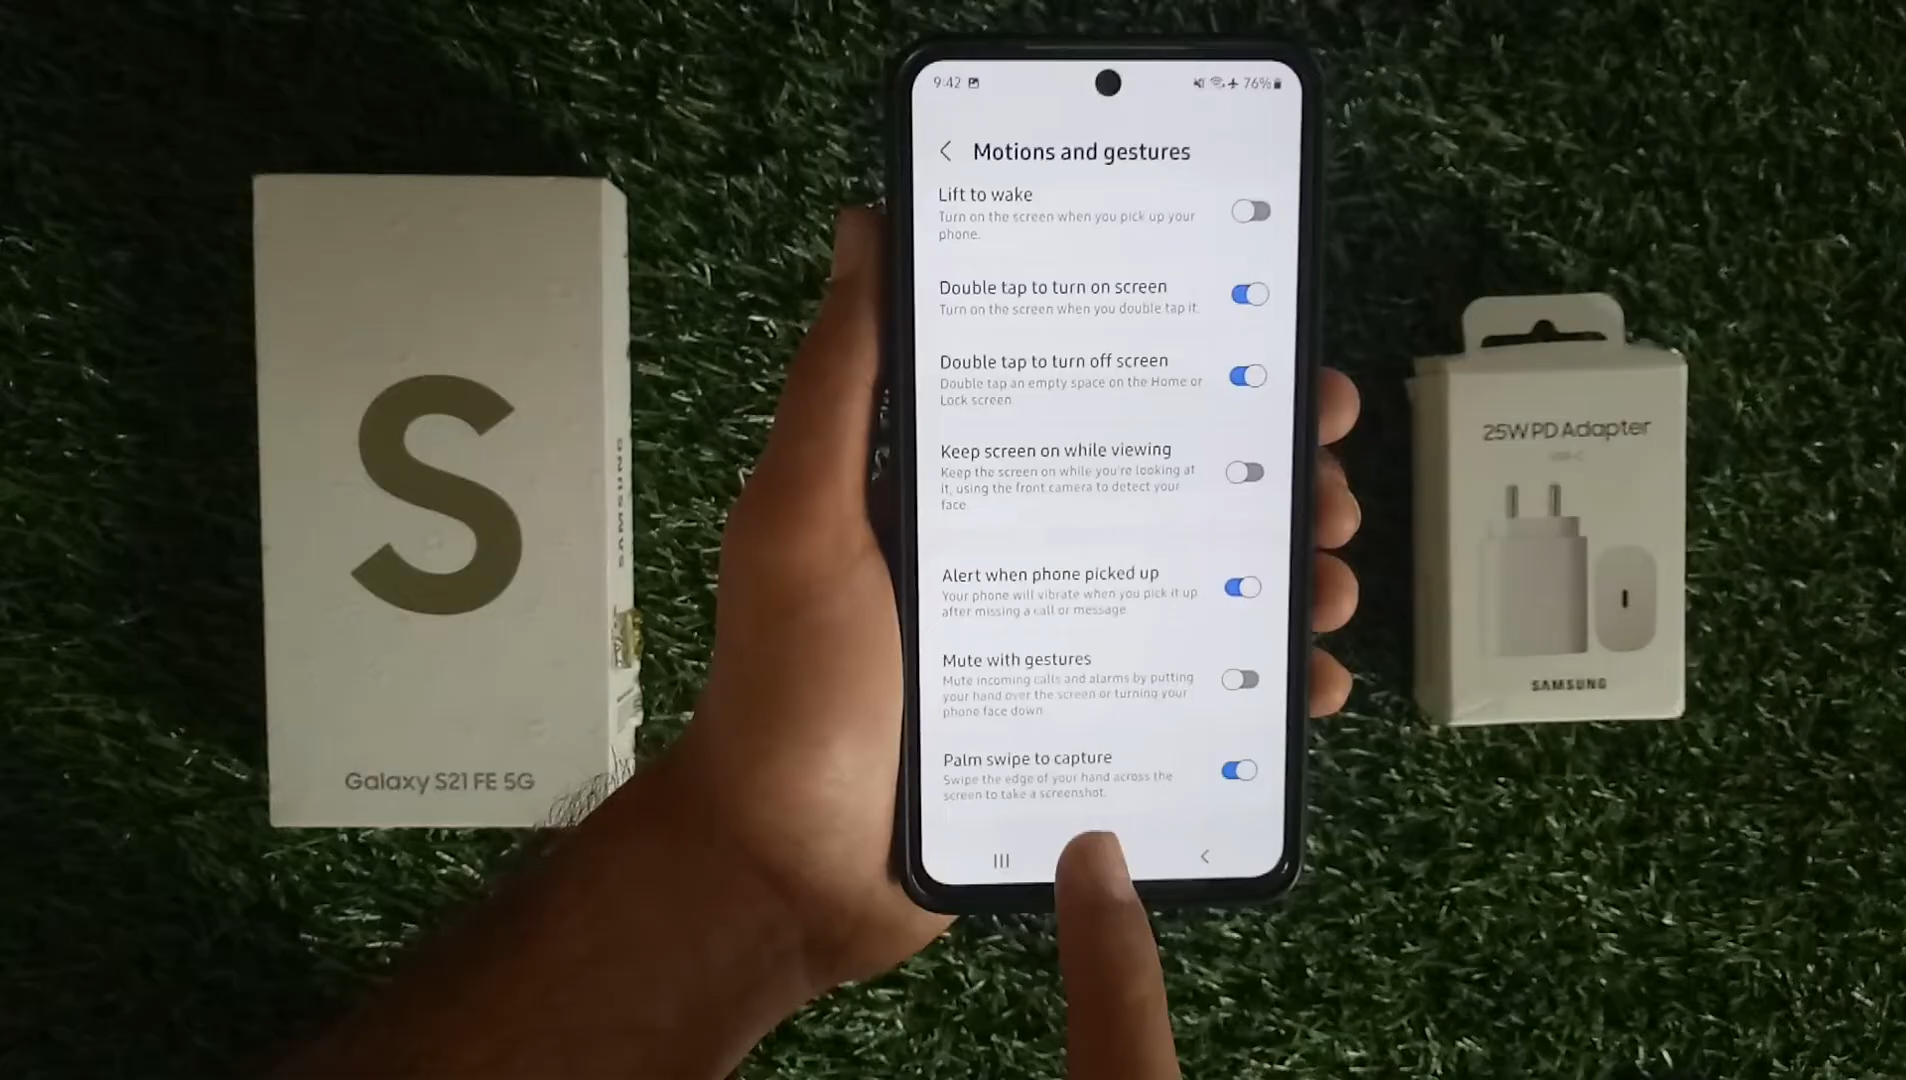 9:42
76%
Motions and gestures
Lift to wake
Turn on the screen when you pick up your
phone.
Double tap to turn on screen
Turn on the screen when you double tap it.
Double tap to turn off screen
Double tap an empty space on the Home or
Lock screen.
Keep screen on while viewing
Keep the screen on while you're looking at
it, using the front camera to detect your
face.
Alert when phone picked up
Your phone will vibrate when you pick it up
after missing a call or message.
Mute with gestures
Mute incoming calls and alarms by putting
your hand over the screen or turning your
phone face down.
Palm swipe to capture
Swipe the edge of your hand across the
screen to take a screenshot.
S
SAMSUNG
Galaxy S21 FE 5G
25W PD Adapter
SAMSUNG